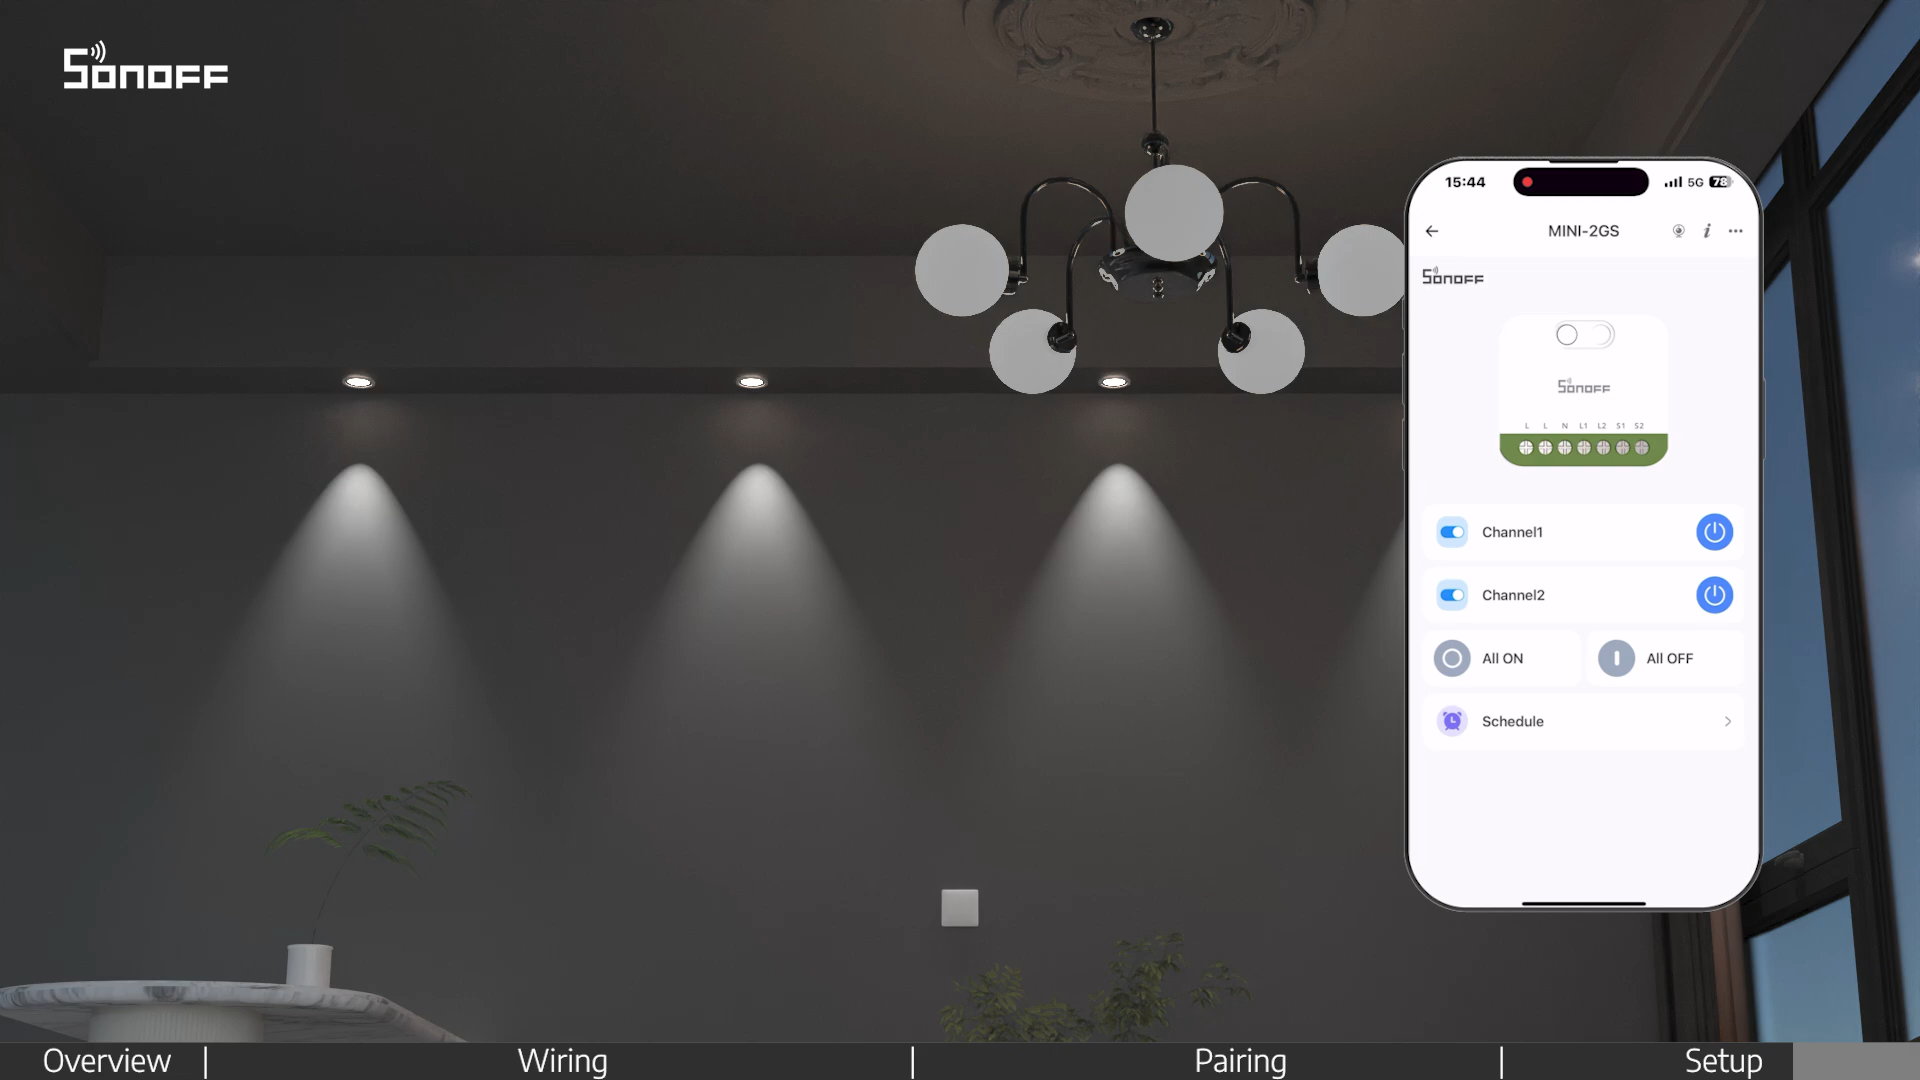 SONOFF
15:44
5G 78
MINI-2GS
SONOFF
SONOFF
L L N L1 L2 S1 S2
Channel1
Channel2
All ON
All OFF
Schedule
Overview | Wiring | Pairing | Setup